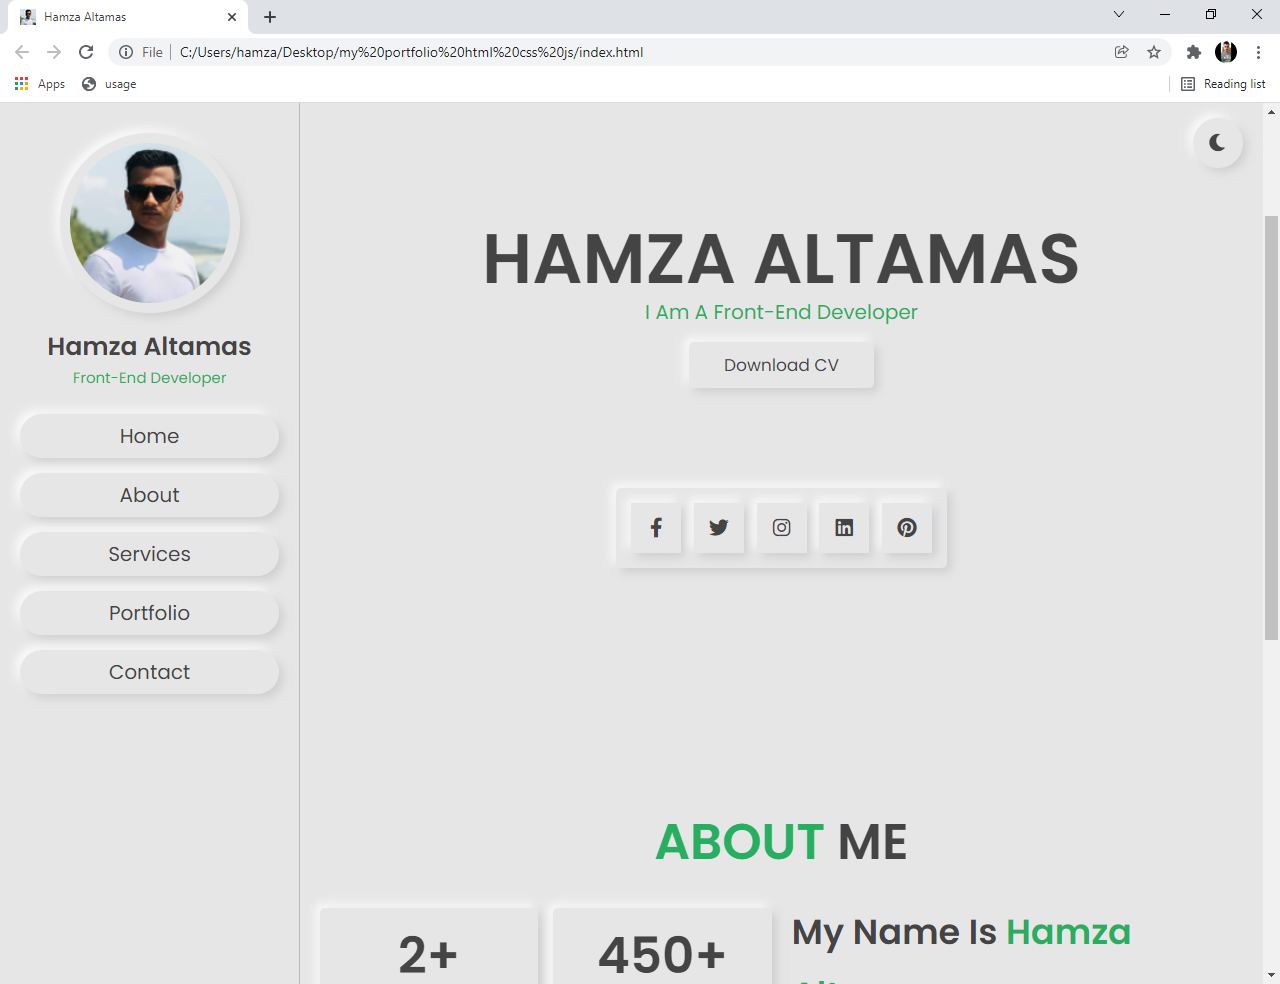 Hamza Altamas
File
C:/Users/hamza/Desktop/my%20portfolio%20html%20css%20js/index.html
Apps
usage
Reading list
Hamza Altamas
Front-End Developer
Home
About
Services
Portfolio
Contact
HAMZA ALTAMAS
I Am A Front-End Developer
Download CV
ABOUT ME
2+
450+
My Name Is Hamza